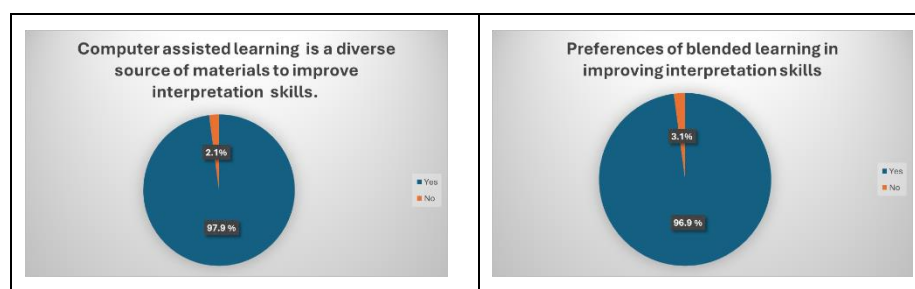 Computer assisted learning is a diverse
source of materials to improve
interpretation skills.
2.1%
97.9 %
Yes
No
Preferences of blended learning in
improving interpretation skills
3.1%
96.9 %
Yes
No